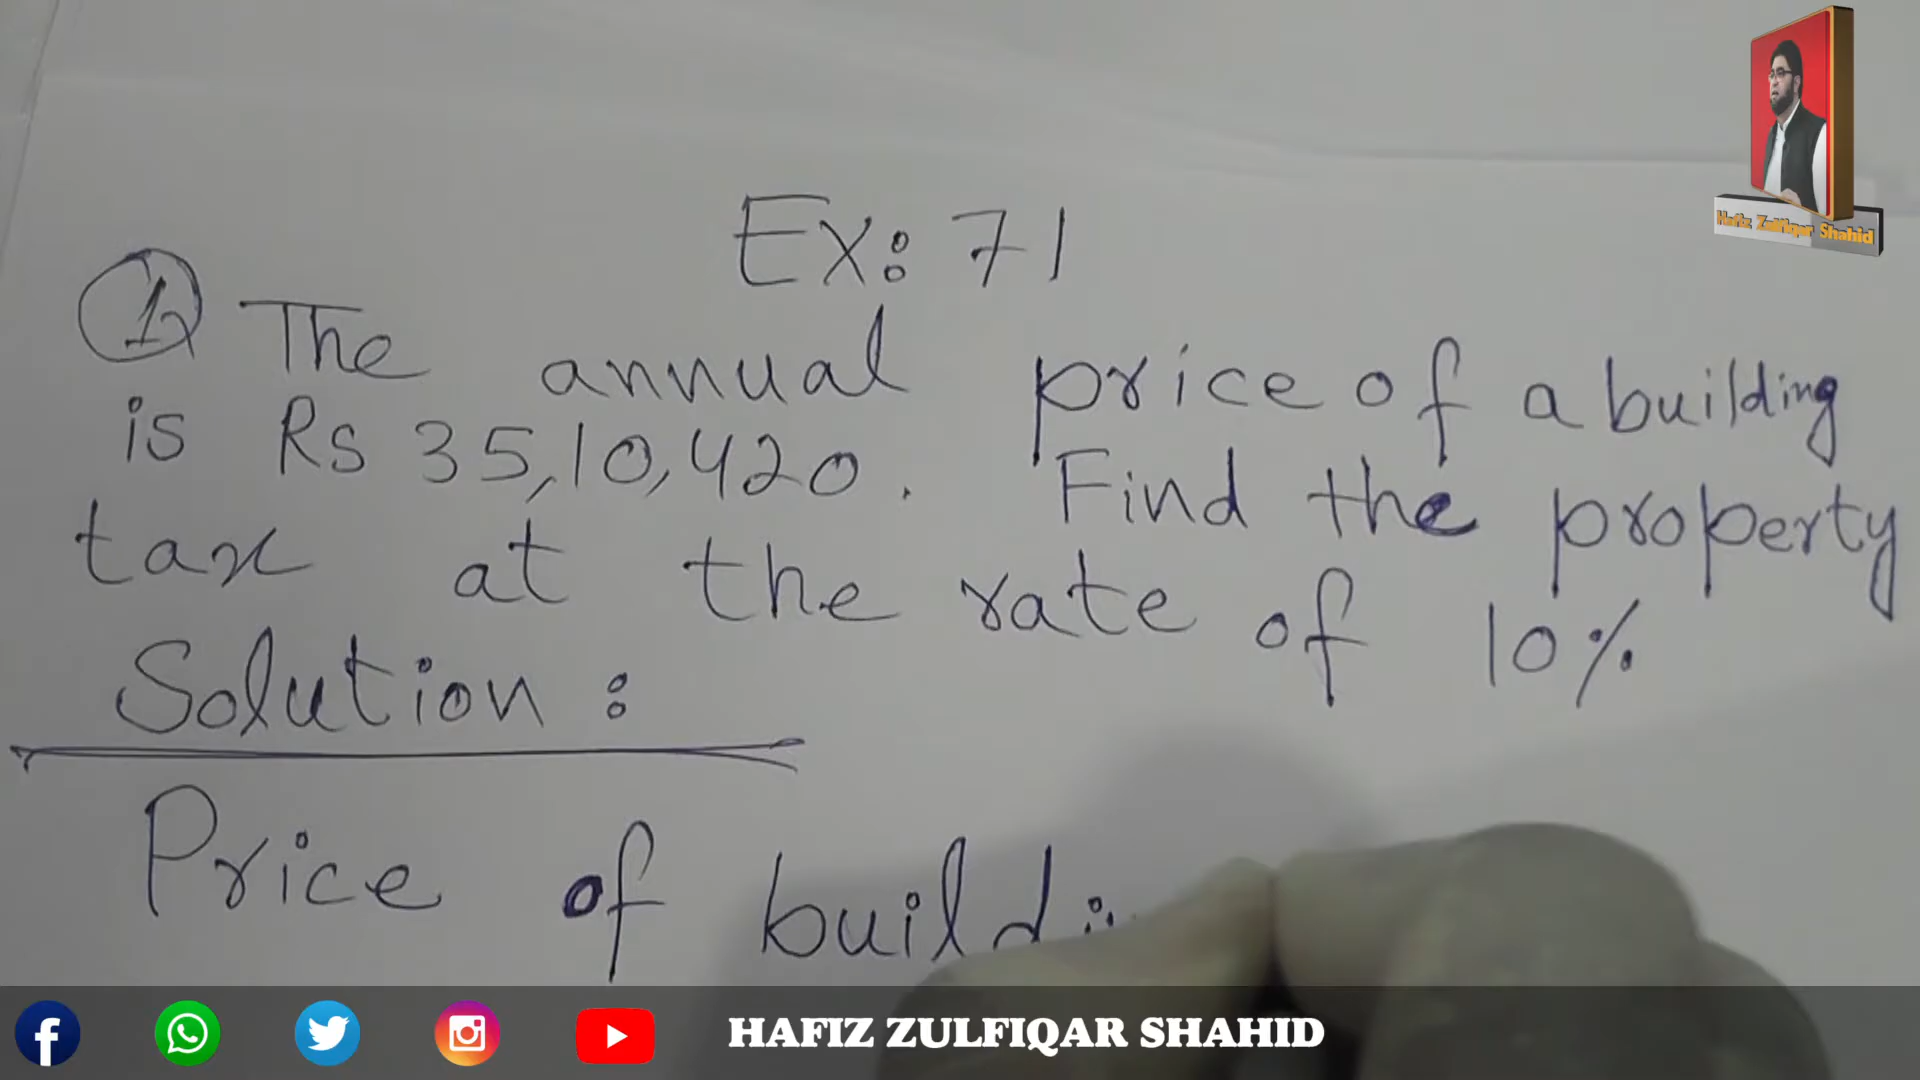 Hafiz Zulfiqar Shahid
Ex: 71
1 The annual price of a building
is Rs 35,10,420. Find the property
tax at the rate of 10%
Solution:
Price of buildi
HAFIZ ZULFIQAR SHAHID